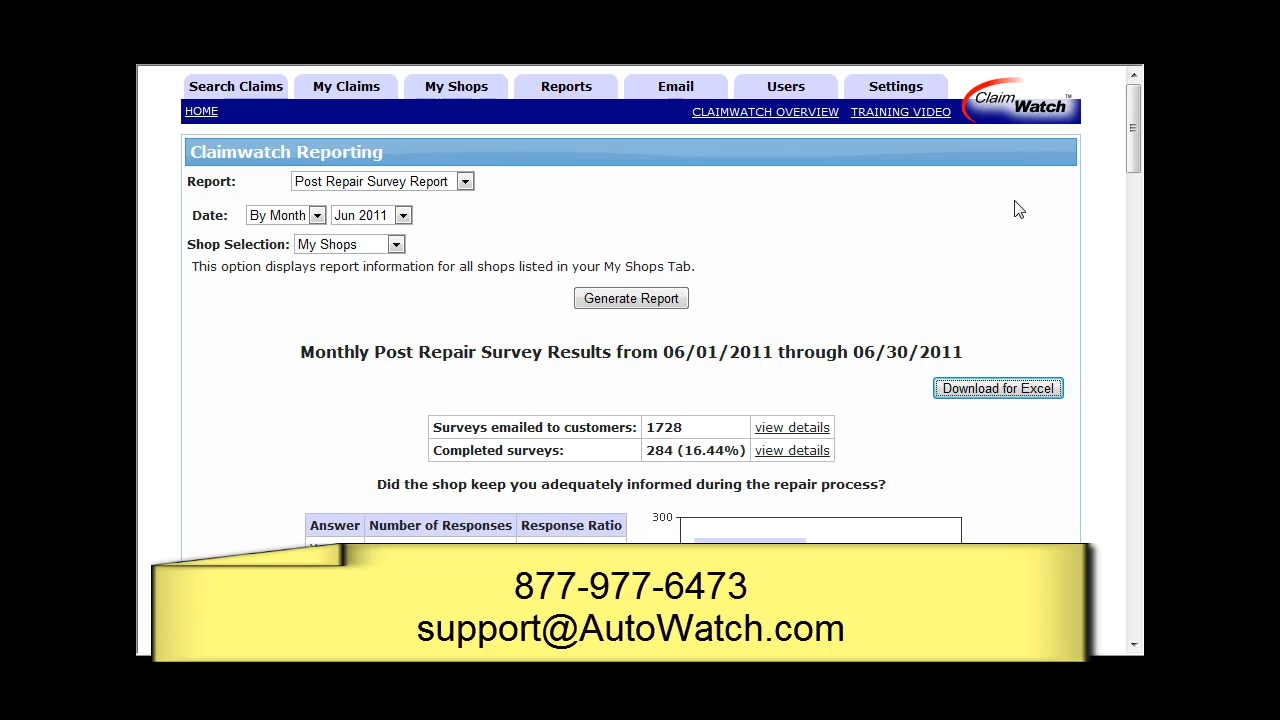 Search Claims My Claims My Shops Reports Email Users Settings
ClaimWatch™
HOME CLAIMWATCH OVERVIEW TRAINING VIDEO
Claimwatch Reporting
Report: Post Repair Survey Report
Date: By Month Jun 2011
Shop Selection: My Shops
This option displays report information for all shops listed in your My Shops Tab.
Generate Report
Monthly Post Repair Survey Results from 06/01/2011 through 06/30/2011
Download for Excel
Surveys emailed to customers: 1728 view details
Completed surveys: 284 (16.44%) view details
Did the shop keep you adequately informed during the repair process?
300
Answer Number of Responses Response Ratio
877-977-6473
support@AutoWatch.com